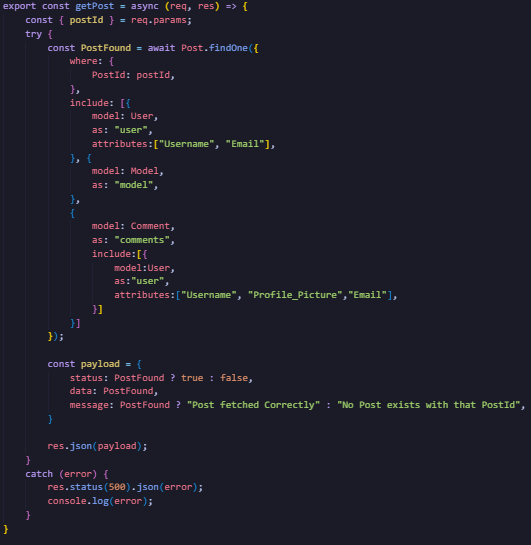 export const getPost = async (req, res) => {
    const { postId } = req.params;
    try {
        const PostFound = await Post.findOne({
            where: {
                PostId: postId,
            },
            include: [{
                model: User,
                as: "user",
                attributes:["Username", "Email"],
            }, {
                model: Model,
                as: "model",
            },
            {
                model: Comment,
                as: "comments",
                include:[{
                    model:User,
                    as:"user",
                    attributes:["Username", "Profile_Picture","Email"],
                }]
            }]
        });

        const payload = {
            status: PostFound ? true : false,
            data: PostFound,
            message: PostFound ? "Post fetched Correctly" : "No Post exists with that PostId",
        }

        res.json(payload);
    }
    catch (error) {
        res.status(500).json(error);
        console.log(error);
    }
}